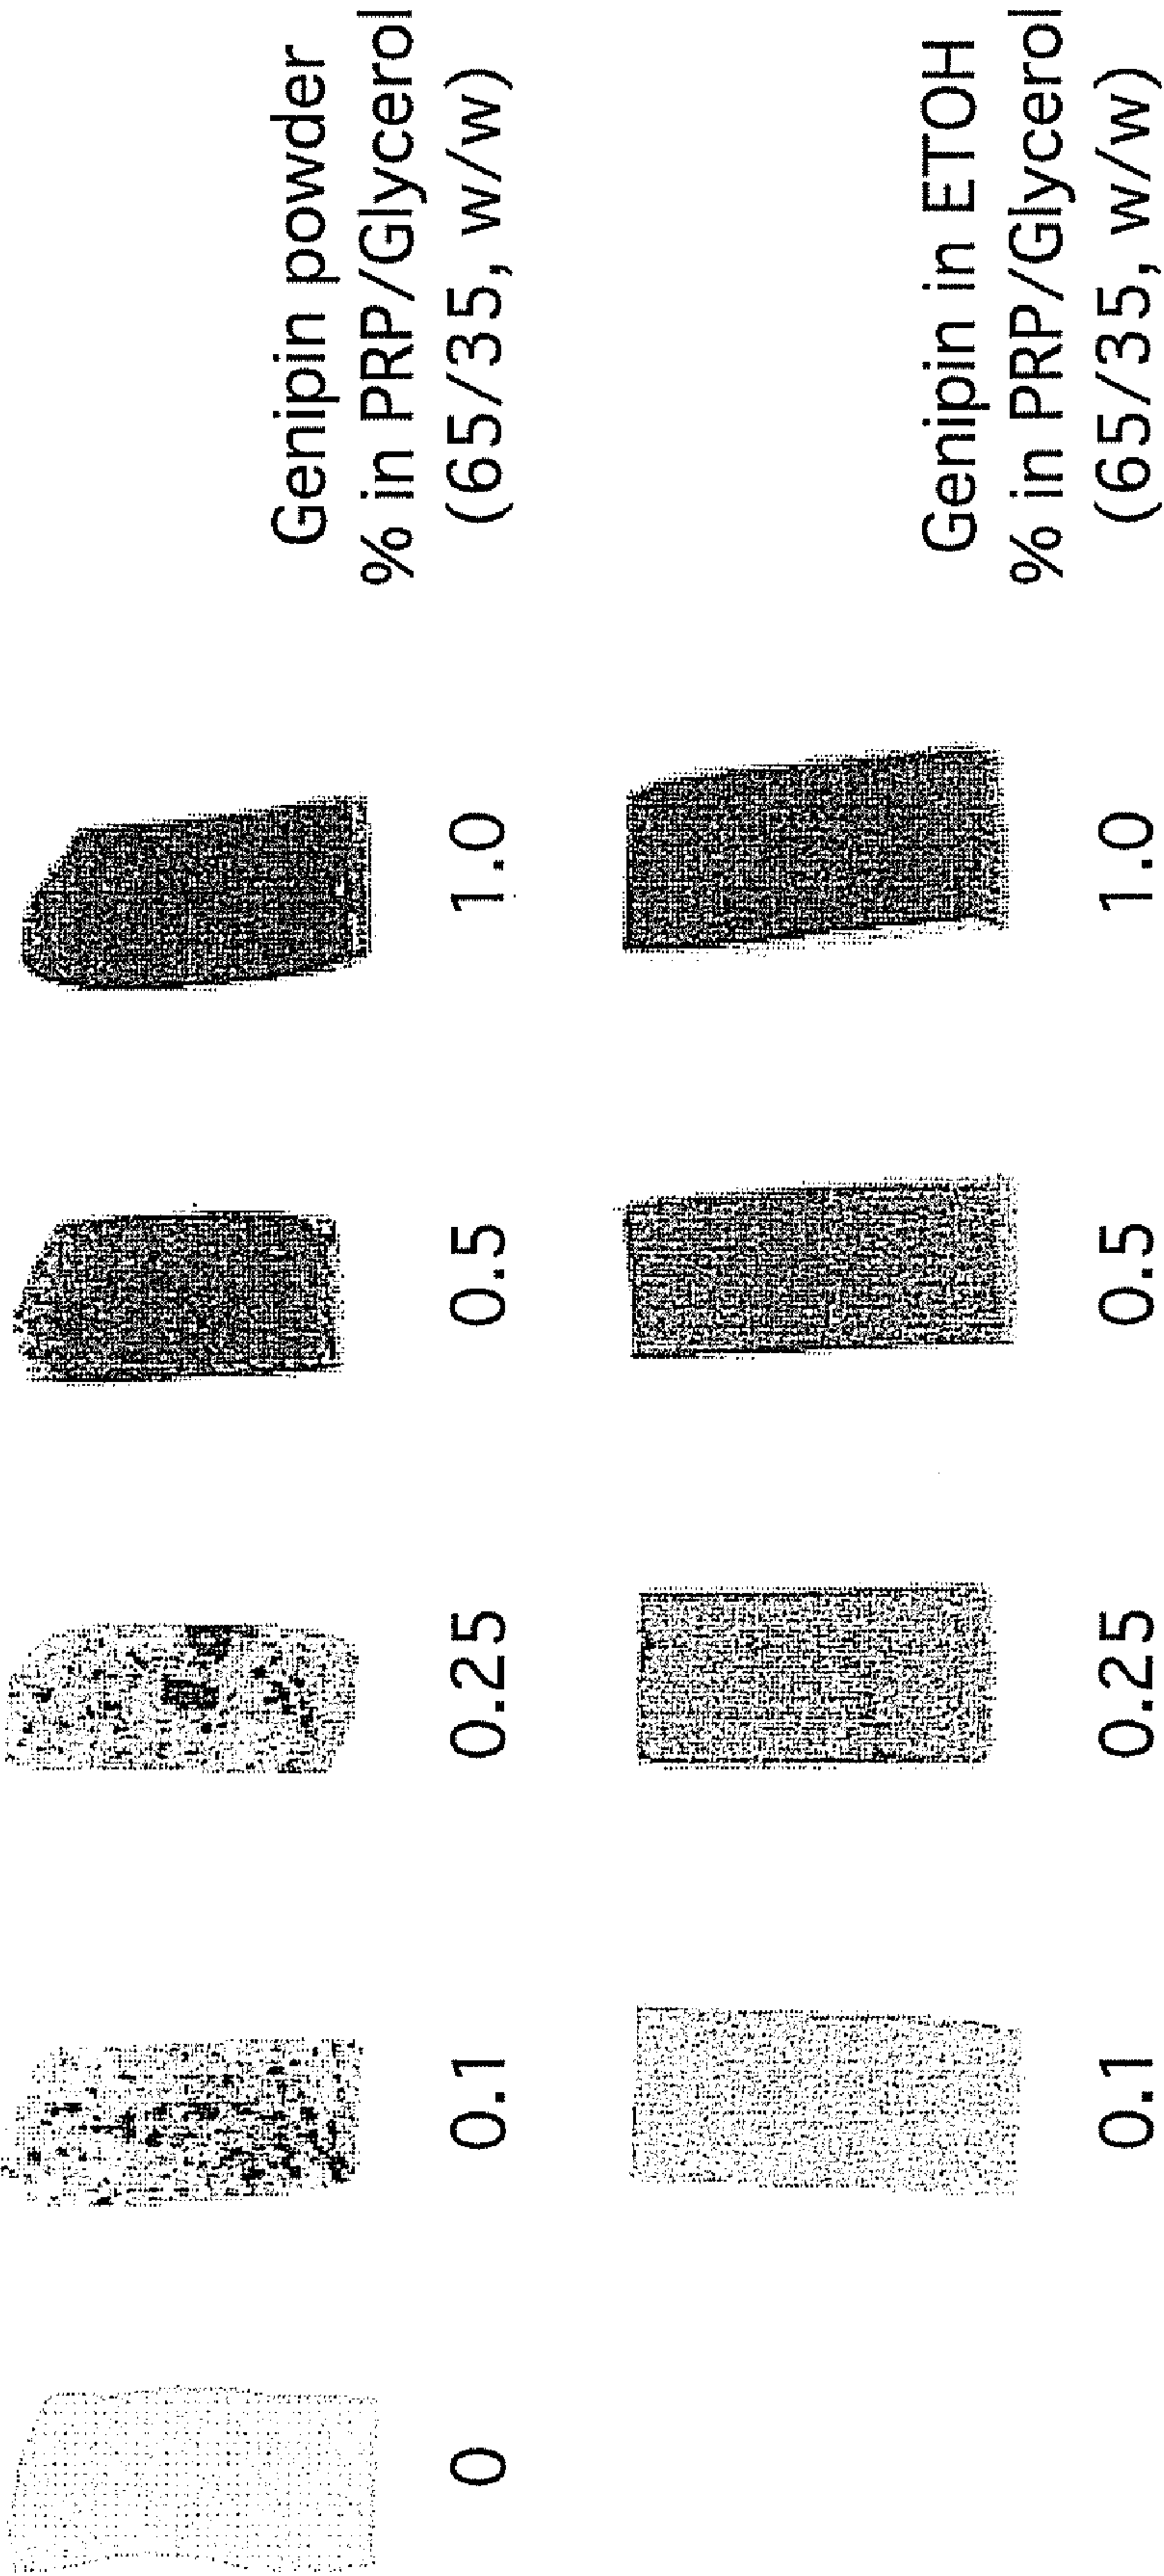 0 0.1 0.25 0.5 1.0
Genipin powder
% in PRP/Glycerol
(65/35, w/w)
0.1 0.25 0.5 1.0
Genipin in ETOH
% in PRP/Glycerol
(65/35, w/w)